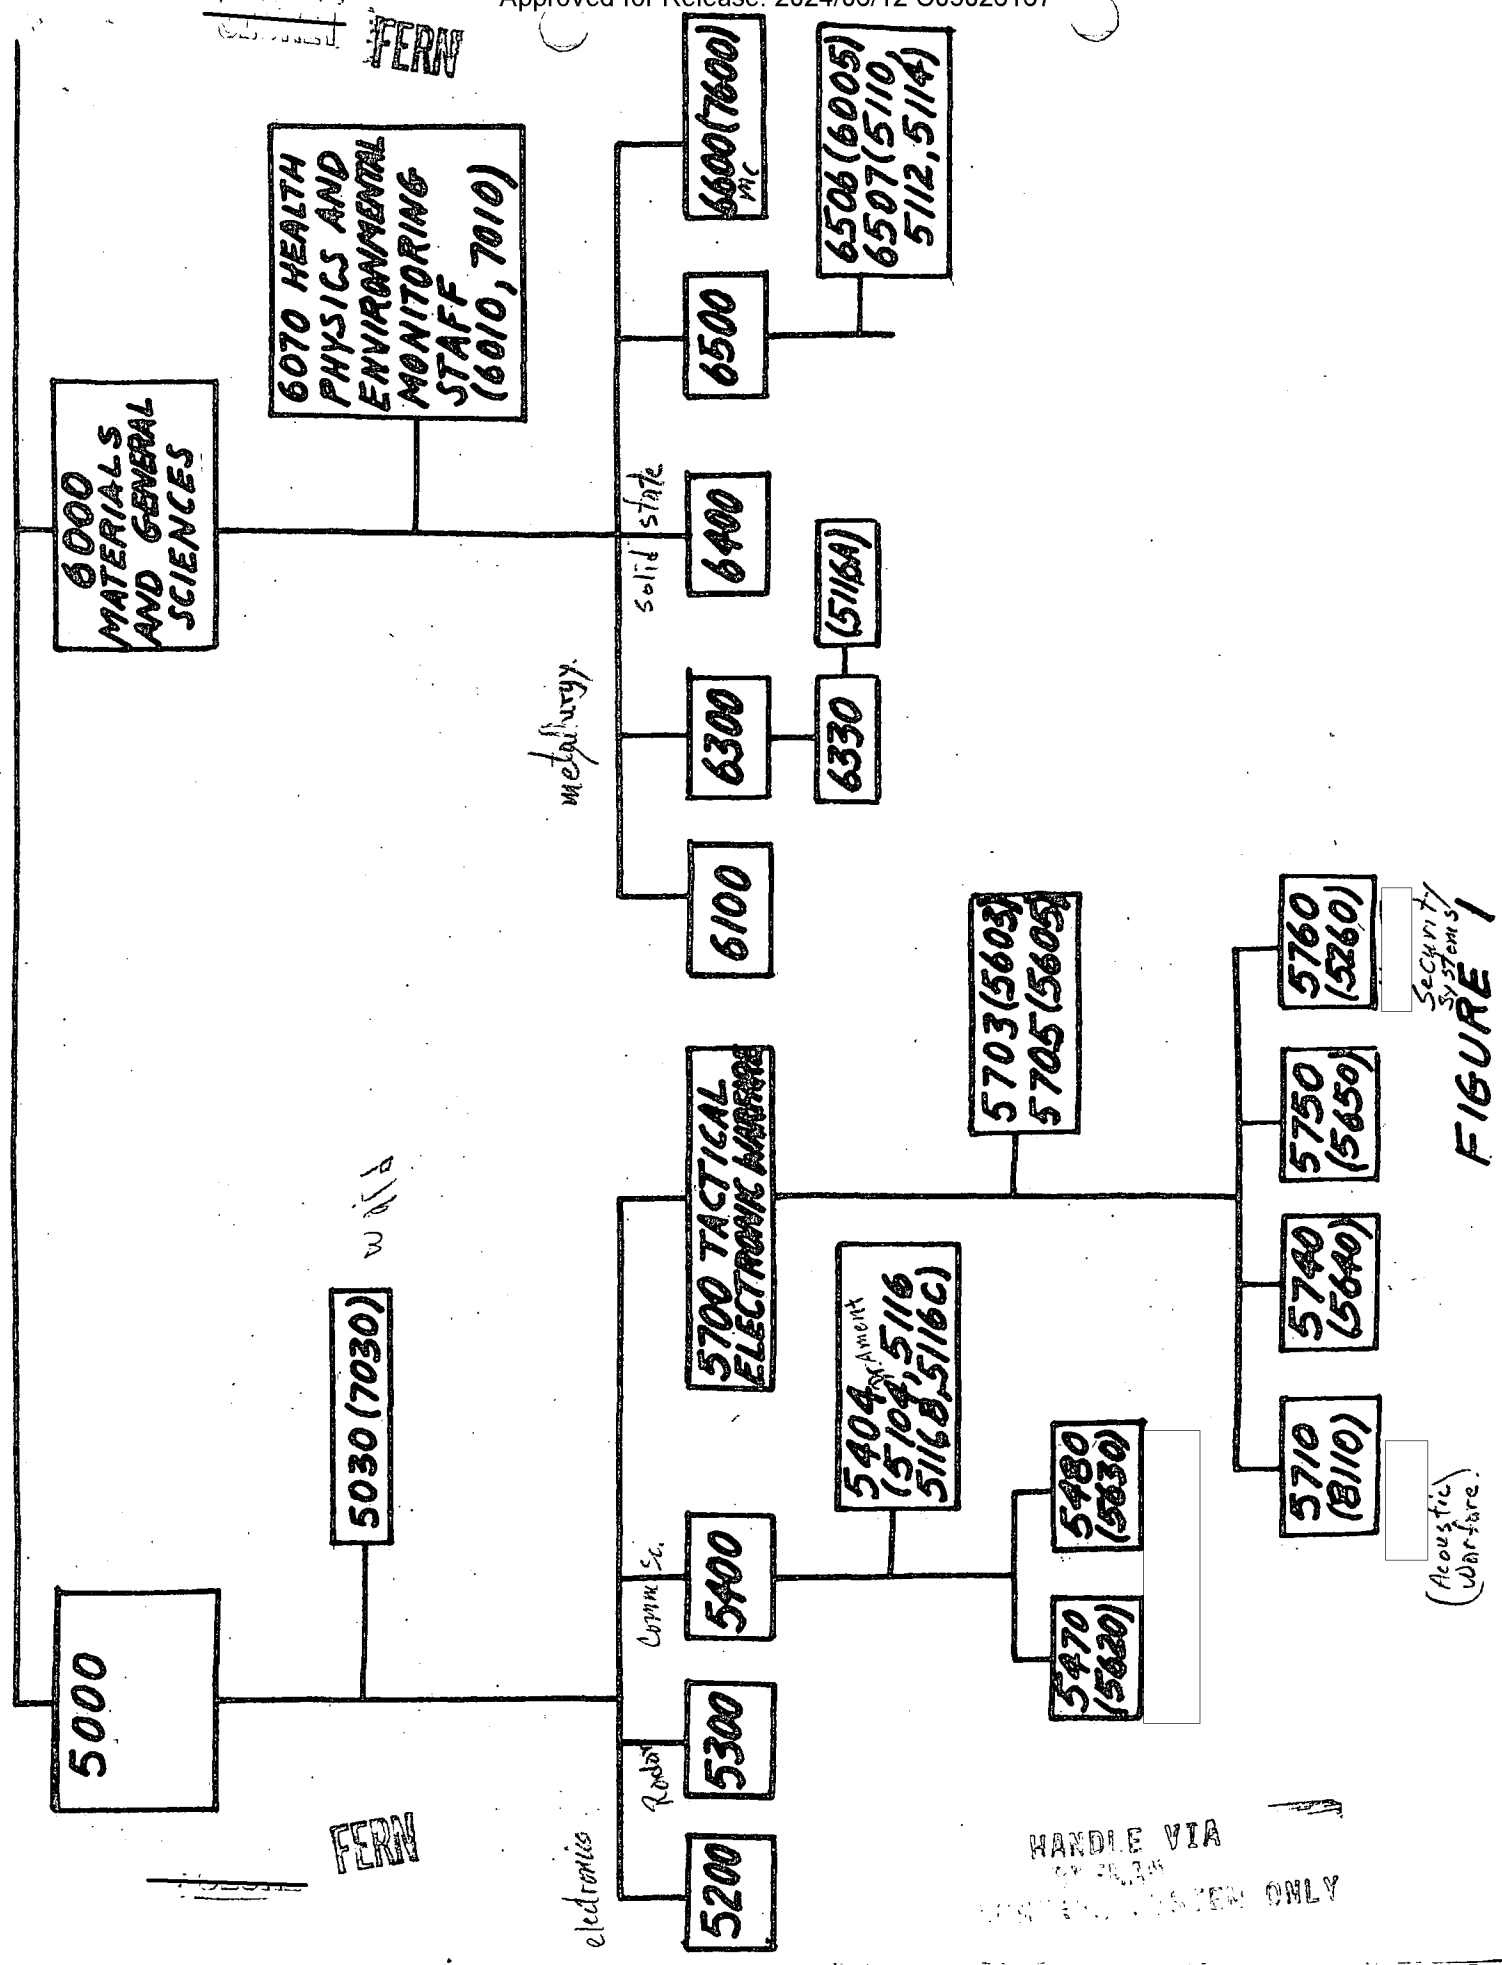 Approved for Release: 2024/06/12 C05026157
FERN
6000
MATERIALS
AND GENERAL
SCIENCES
6070 HEALTH
PHYSICS AND
ENVIRONMENTAL
MONITORING
STAFF
(6010, 7010)
metallurgy.
solid state
6100
6300
6330
(5116A)
6400
6500
6506 (6005)
6507 (5110,
5112, 5114)
6600 (7600)
5000
5030 (7030)
FERN
electronics
Radar
Comm Sc.
5200
5300
5400
5404
(5104, 5116
5116B, 5116C)
5470
(5620)
5480
(5630)
5700 TACTICAL
ELECTRONIC WARFARE
5703 (5603)
5705 (5605)
5710
(8110)
(Acoustic
Warfare.)
5740
(5640)
5750
(5650)
5760
(5260)
Security
Systems
FIGURE 1
HANDLE VIA
ONLY